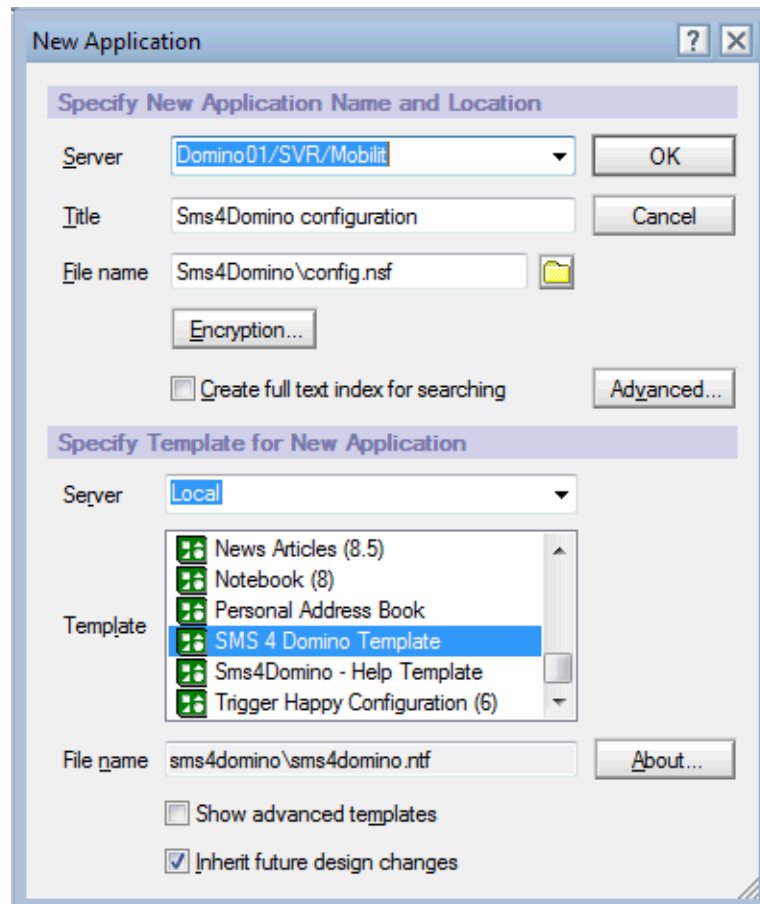 New Application
?
Specify New Application Name and Location
Server Domino01/SVR/Mobilit OK
Title Sms4Domino configuration Cancel
File name Sms4Domino\config.nsf
Encryption...
Create full text index for searching Advanced...
Specify Template for New Application
Server Local
News Articles (8.5)
Notebook (8)
Personal Address Book
Template SMS 4 Domino Template
Sms4Domino - Help Template
Trigger Happy Configuration (6)
File name sms4domino\sms4domino.ntf About...
Show advanced templates
Inherit future design changes